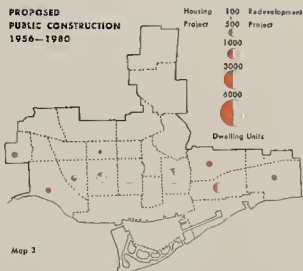 PROPOSED
PUBLIC CONSTRUCTION
1956–1980
Housing 100 Redevelopment
Project 500 Project
1000
3000
6000
Dwelling Units
Map 3